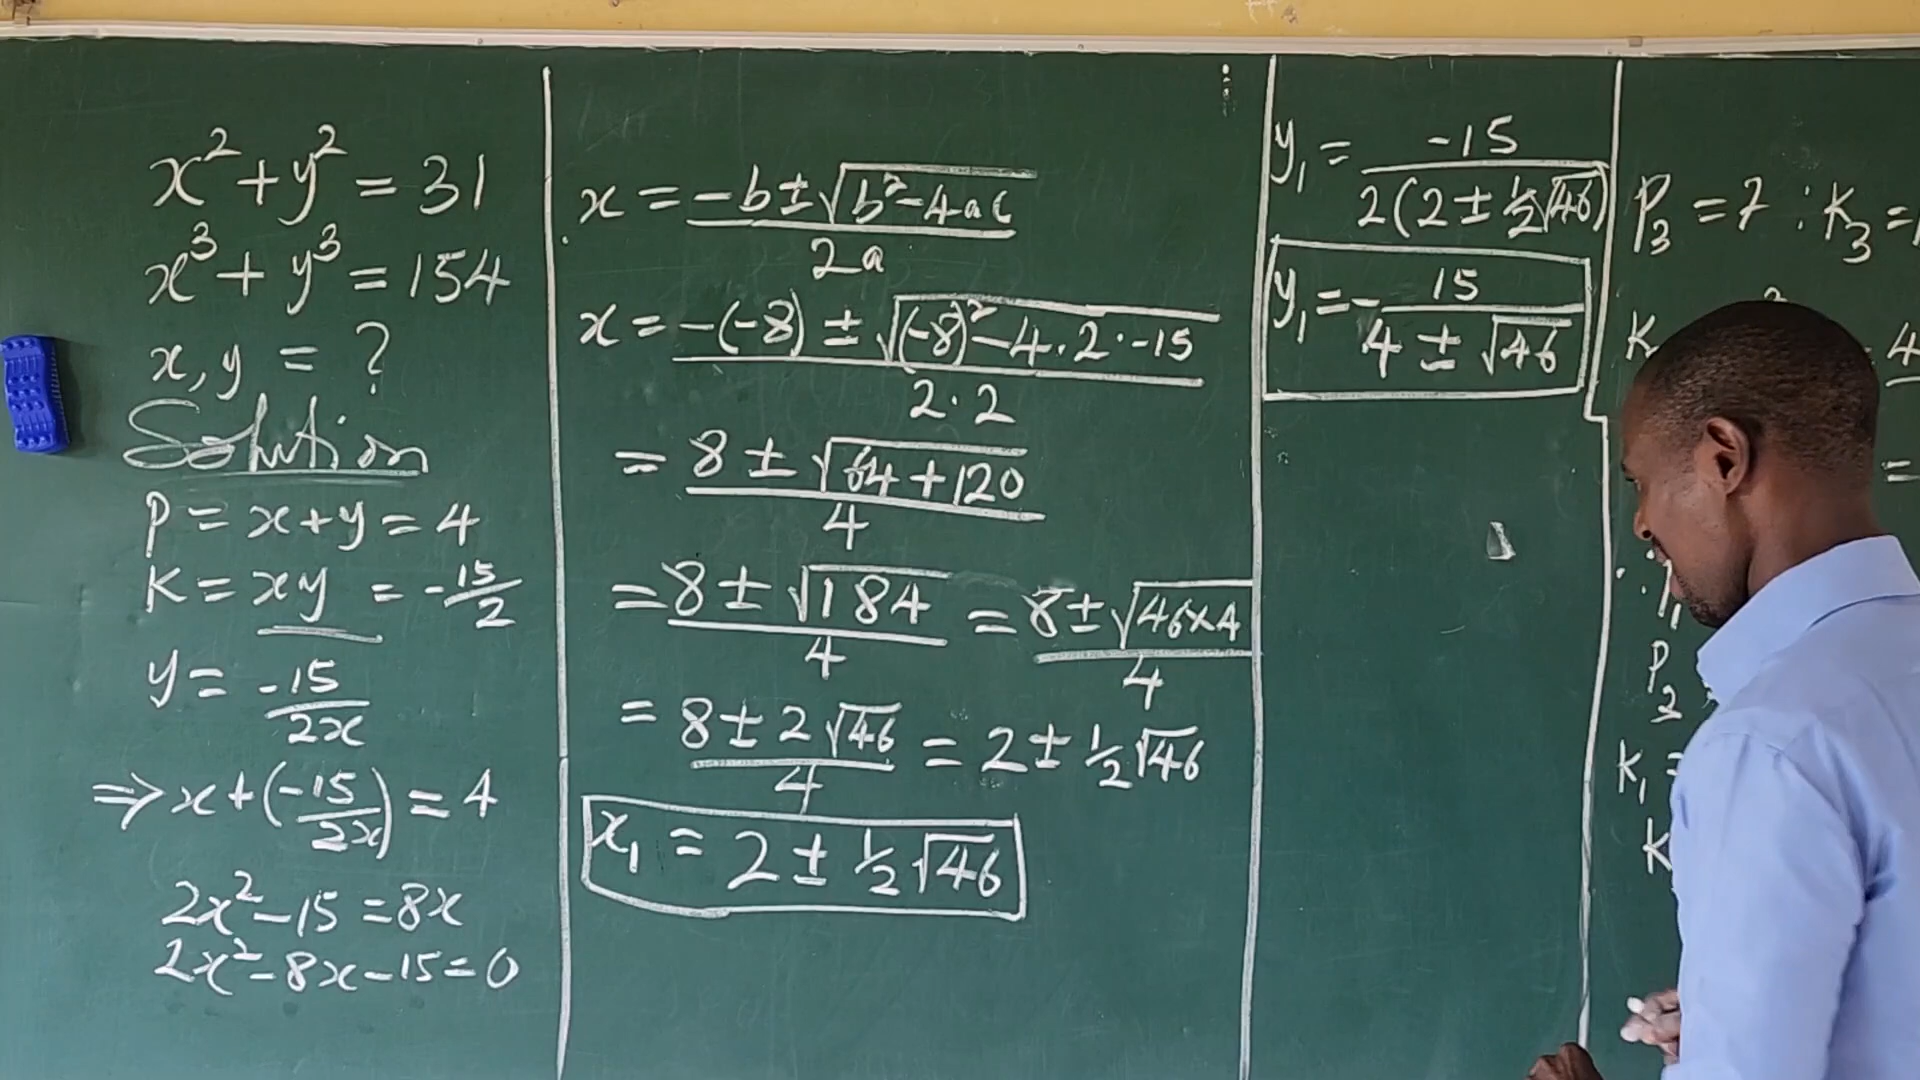 x² + y² = 31
x³ + y³ = 154
x, y = ?
Solution
P = x + y = 4
K = xy = -15/2
y = -15/2x
⇒ x + (-15/2x) = 4
2x² - 15 = 8x
2x² - 8x - 15 = 0
x = -b ± √(b² - 4ac) / 2a
x = -(-8) ± √((-8)² - 4 · 2 · -15) / 2 · 2
= 8 ± √(64 + 120) / 4
= 8 ± √184 / 4 = 8 ± √(46 × 4) / 4
= 8 ± 2√46 / 4 = 2 ± ½√46
x₁ = 2 ± ½√46
y₁ = -15 / 2(2 ± ½√46)
y₁ = - 15 / 4 ± √46
P₃ = 7 : K₃ =
K
4
=
P₂
K₁ =
K